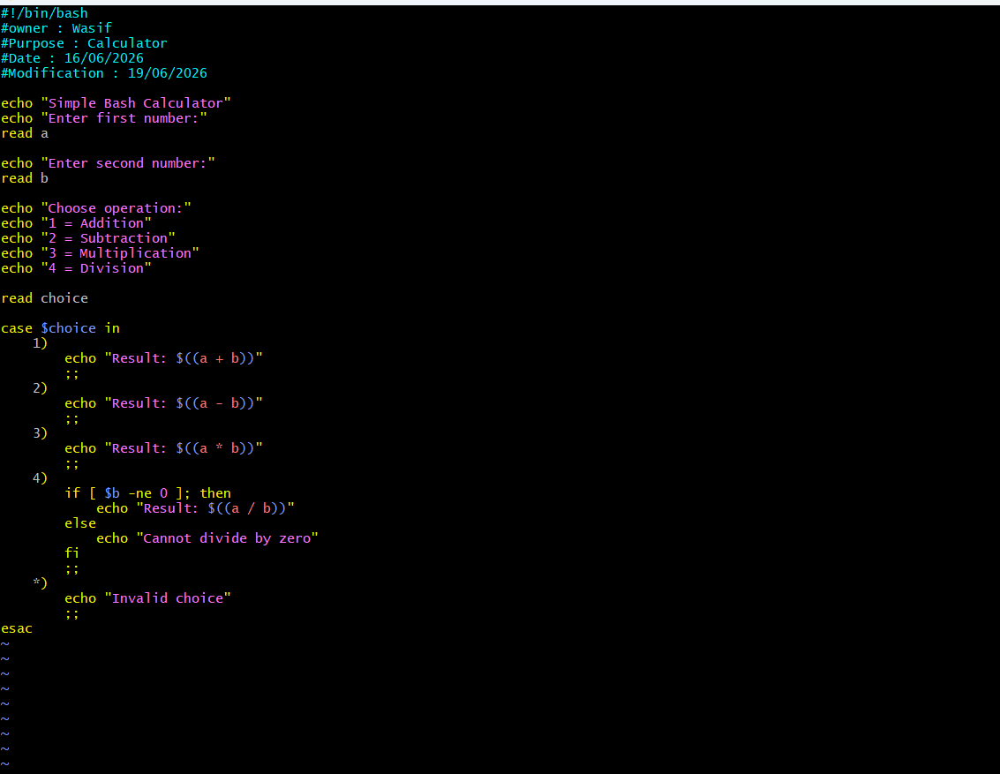 #!/bin/bash
#owner : Wasif
#Purpose : Calculator
#Date : 16/06/2026
#Modification : 19/06/2026
echo "Simple Bash Calculator"
echo "Enter first number:"
read a
echo "Enter second number:"
read b
echo "Choose operation:"
echo "1 = Addition"
echo "2 = Subtraction"
echo "3 = Multiplication"
echo "4 = Division"
read choice
case $choice in
    1)
        echo "Result: $((a + b))"
        ;;
    2)
        echo "Result: $((a - b))"
        ;;
    3)
        echo "Result: $((a * b))"
        ;;
    4)
        if [ $b -ne 0 ]; then
            echo "Result: $((a / b))"
        else
            echo "Cannot divide by zero"
        fi
        ;;
    *)
        echo "Invalid choice"
        ;;
esac
~
~
~
~
~
~
~
~
~